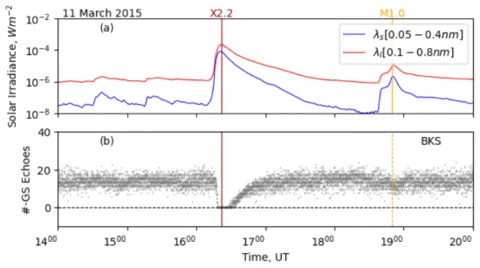 11 March 2015 X2.2 M1.0
(a)
λs[0.05 − 0.4nm]
λl[0.1 − 0.8nm]
Solar Irradiance, Wm⁻²
10⁻²
10⁻⁴
10⁻⁶
10⁻⁸
(b)
BKS
#-GS Echoes
40
20
0
14⁰⁰ 15⁰⁰ 16⁰⁰ 17⁰⁰ 18⁰⁰ 19⁰⁰ 20⁰⁰
Time, UT